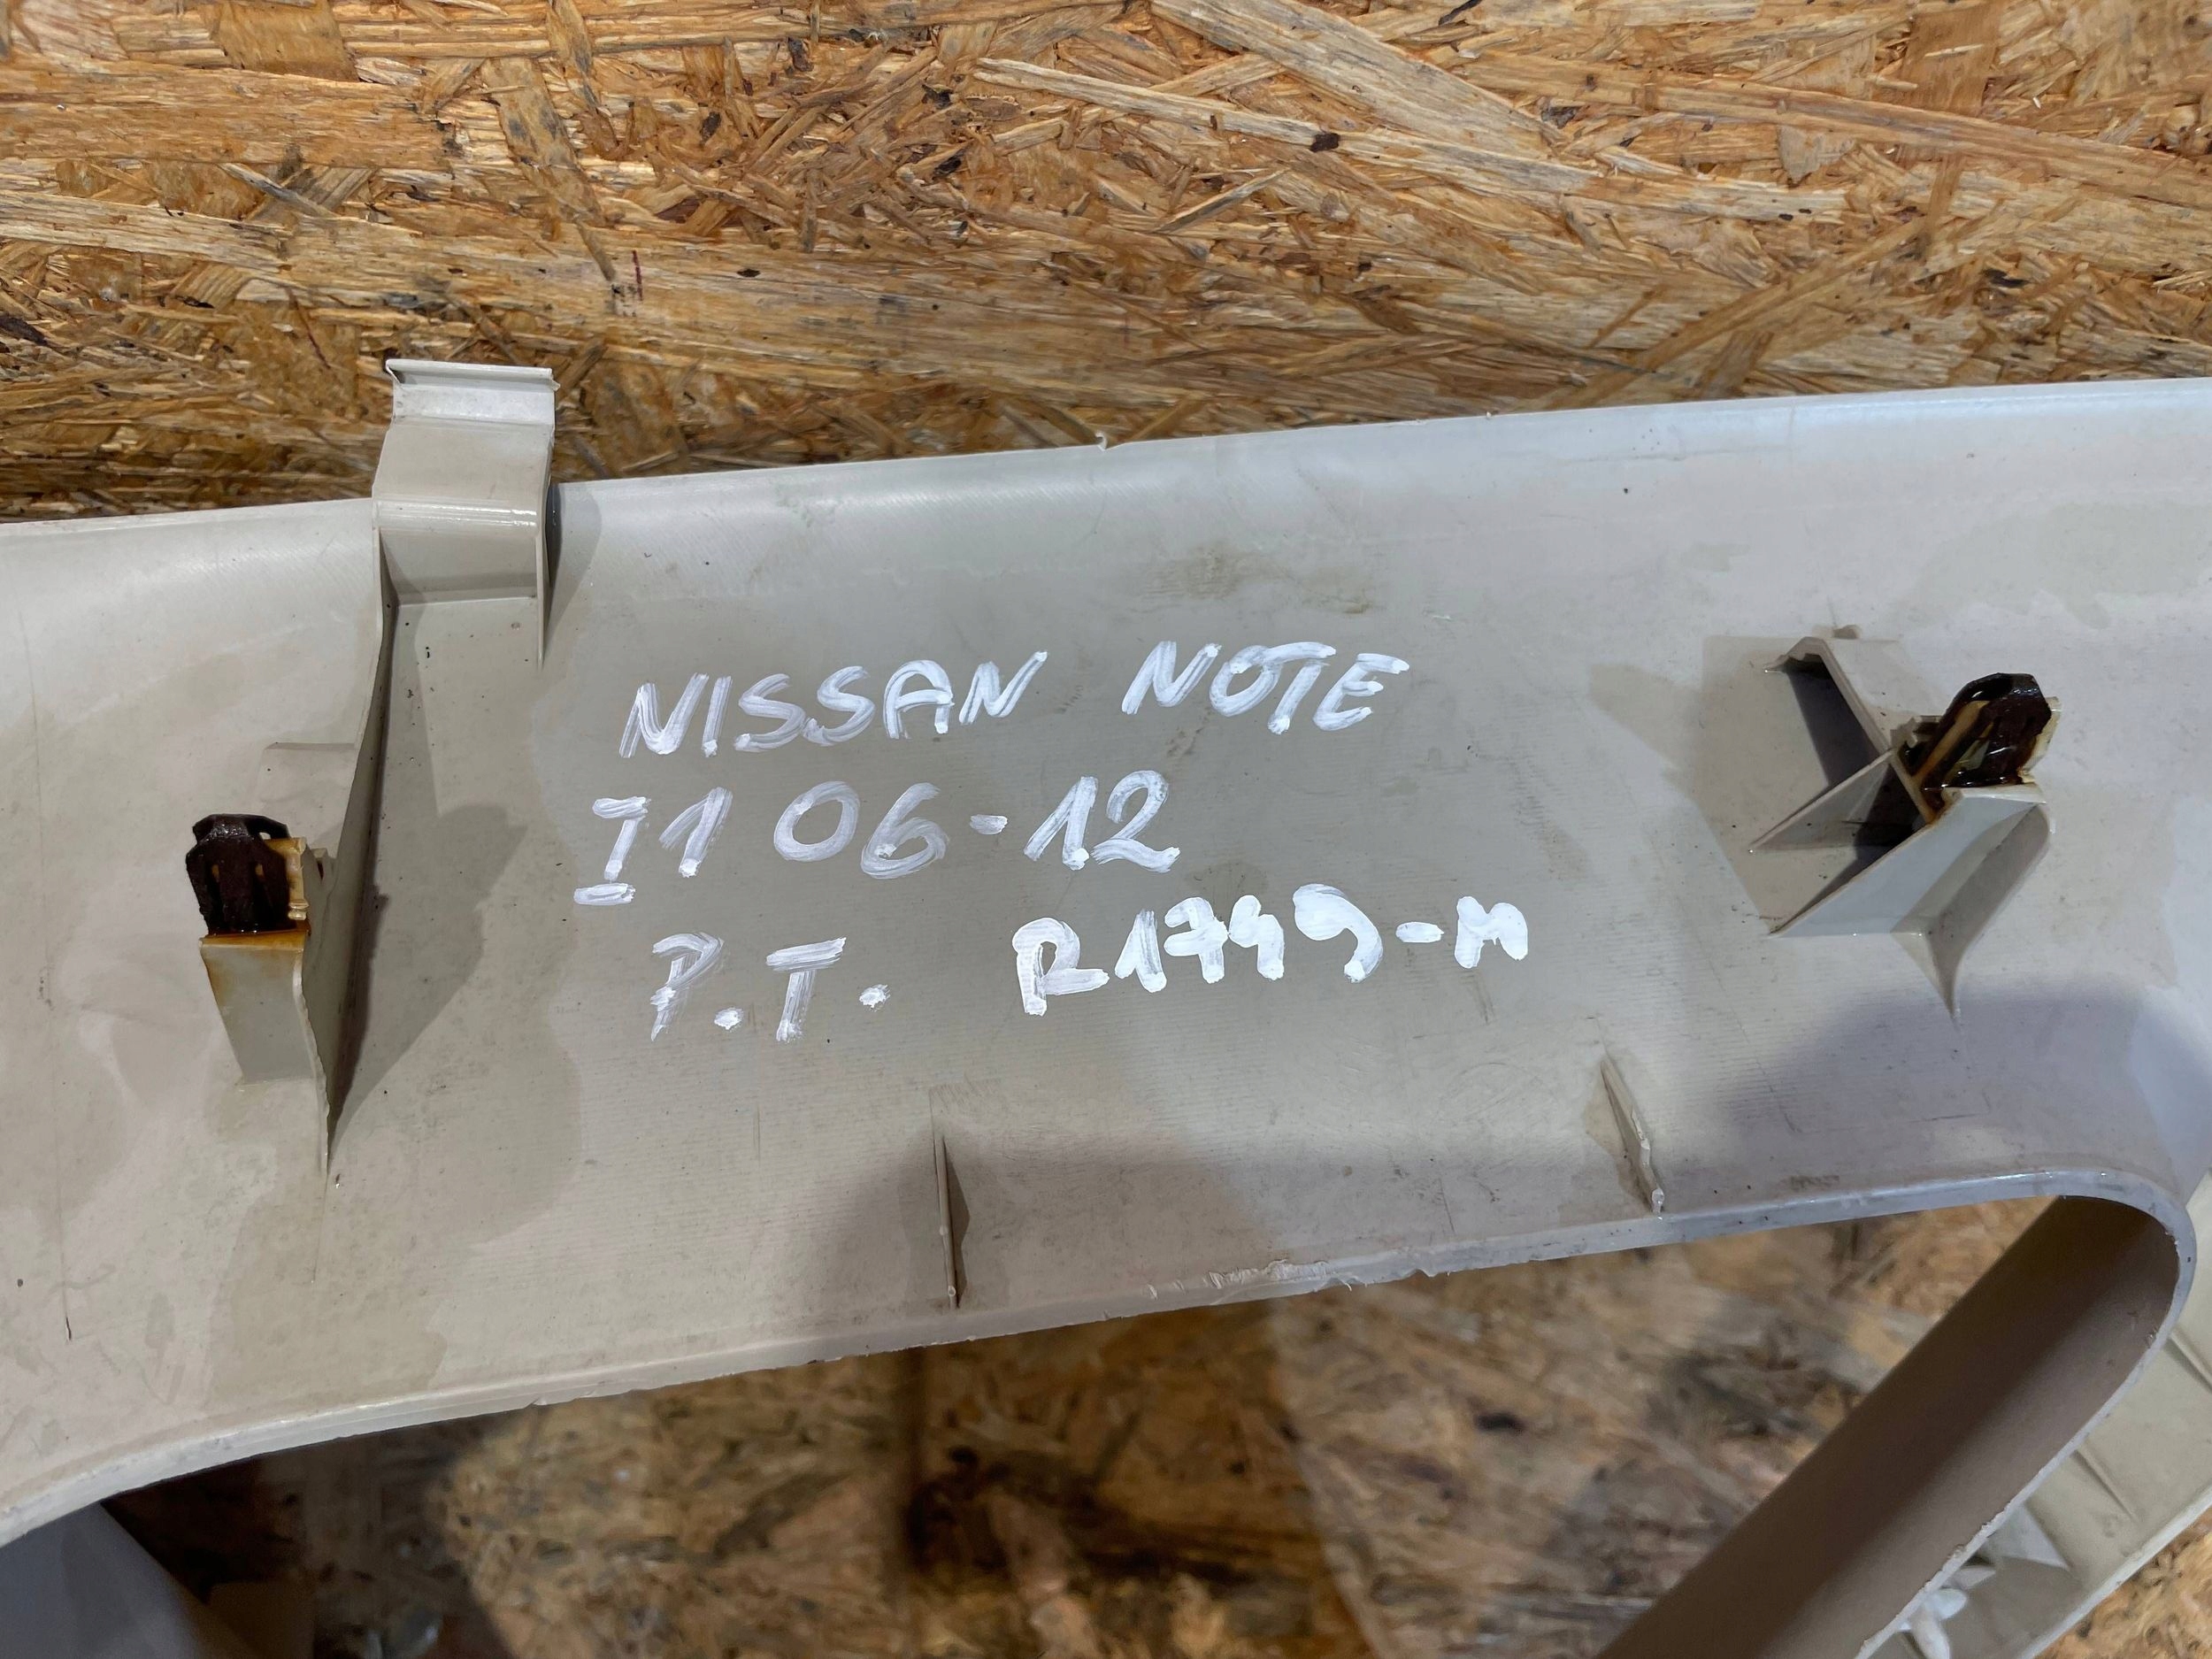 NISSAN NOTE
I1 06-12
P.T. R1749-M